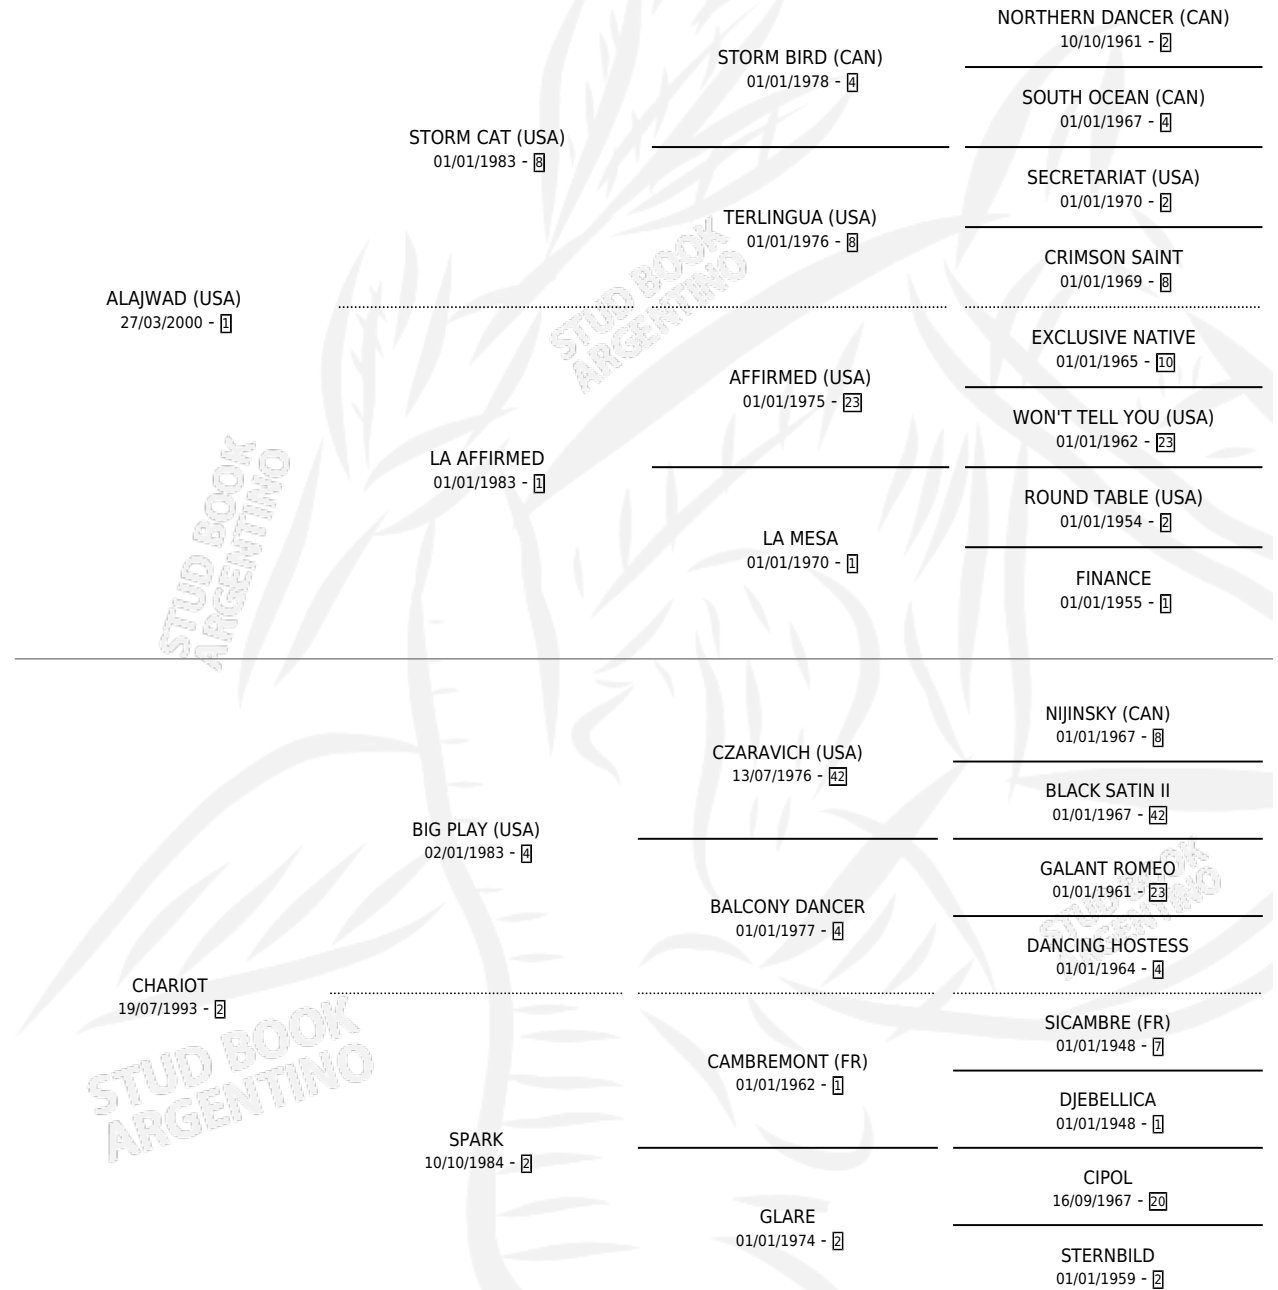 NORTHERN DANCER (CAN)
10/10/1961 - 2
STORM BIRD (CAN)
01/01/1978 - 4
SOUTH OCEAN (CAN)
01/01/1967 - 4
STORM CAT (USA)
01/01/1983 - 8
SECRETARIAT (USA)
01/01/1970 - 2
TERLINGUA (USA)
01/01/1976 - 8
CRIMSON SAINT
01/01/1969 - 8
ALAJWAD (USA)
27/03/2000 - 1
STUD BOOK
ARGENTINO
EXCLUSIVE NATIVE
01/01/1965 - 10
AFFIRMED (USA)
01/01/1975 - 23
WON'T TELL YOU (USA)
01/01/1962 - 23
LA AFFIRMED
01/01/1983 - 1
ROUND TABLE (USA)
01/01/1954 - 2
LA MESA
01/01/1970 - 1
FINANCE
01/01/1955 - 1
STUD BOOK
ARGENTINO
NIJINSKY (CAN)
01/01/1967 - 8
CZARAVICH (USA)
13/07/1976 - 42
BLACK SATIN II
01/01/1967 - 42
BIG PLAY (USA)
02/01/1983 - 4
GALANT ROMEO
01/01/1961 - 23
BALCONY DANCER
01/01/1977 - 4
STUD BOOK
ARGENTINO
DANCING HOSTESS
01/01/1964 - 4
CHARIOT
19/07/1993 - 2
SICAMBRE (FR)
01/01/1948 - 7
CAMBREMONT (FR)
01/01/1962 - 1
DJEBELLICA
01/01/1948 - 1
STUD BOOK
ARGENTINO
SPARK
10/10/1984 - 2
CIPOL
16/09/1967 - 20
GLARE
01/01/1974 - 2
STERNBILD
01/01/1959 - 2